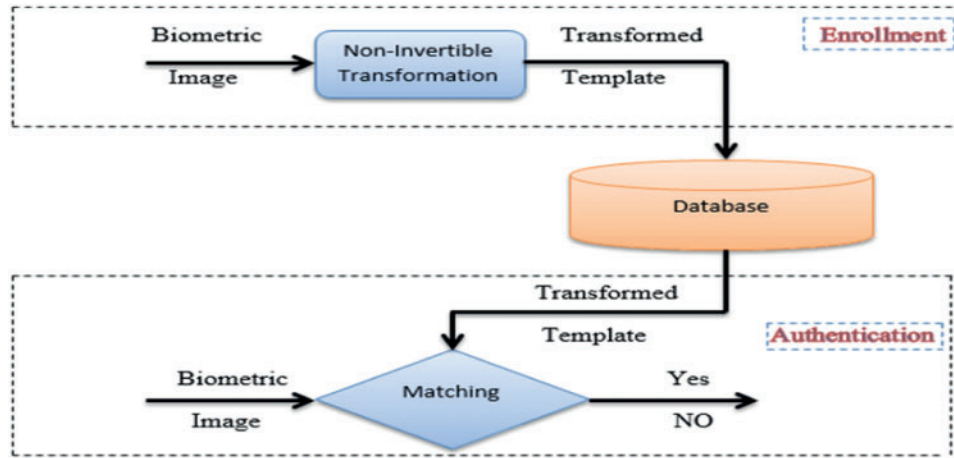 Enrollment
Biometric
Image
Non-Invertible
Transformation
Transformed
Template
Database
Transformed
Template
Authentication
Biometric
Image
Matching
Yes
NO